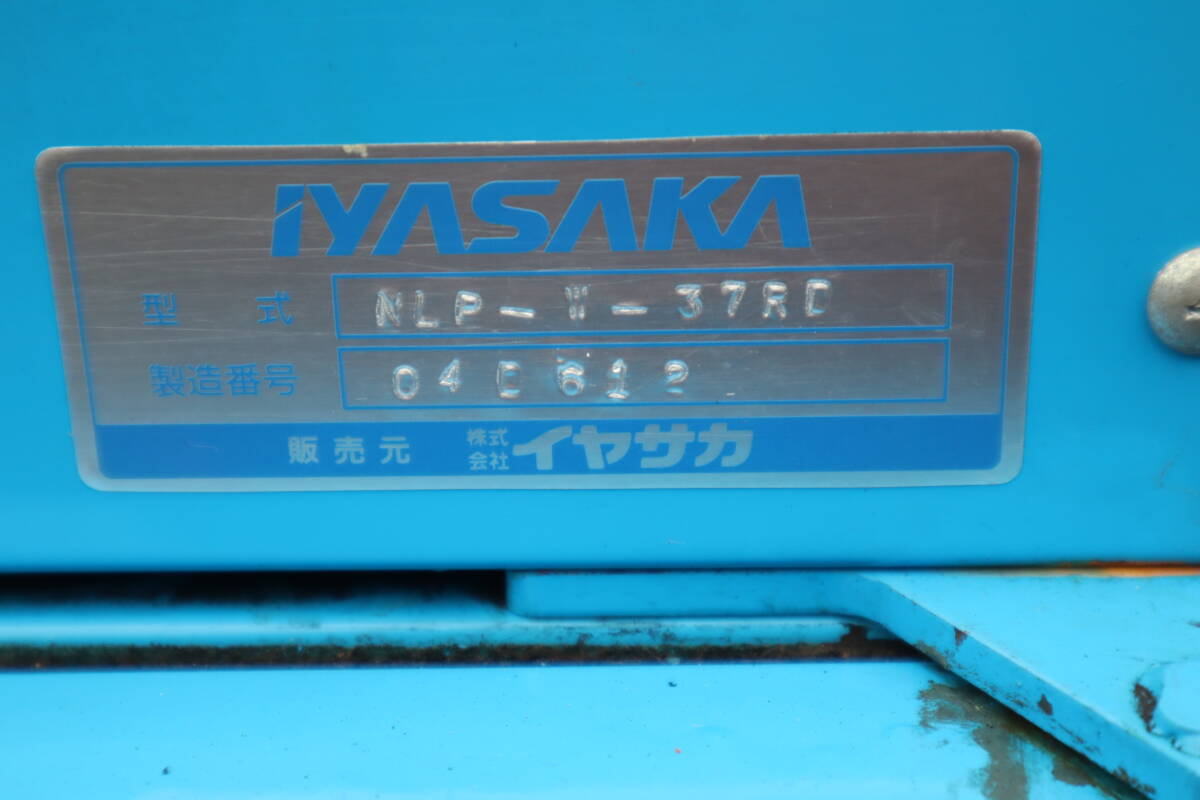 IYASAKA
型式 NLP-W-37RD
製造番号 04E612
販売元 株式会社イヤサカ